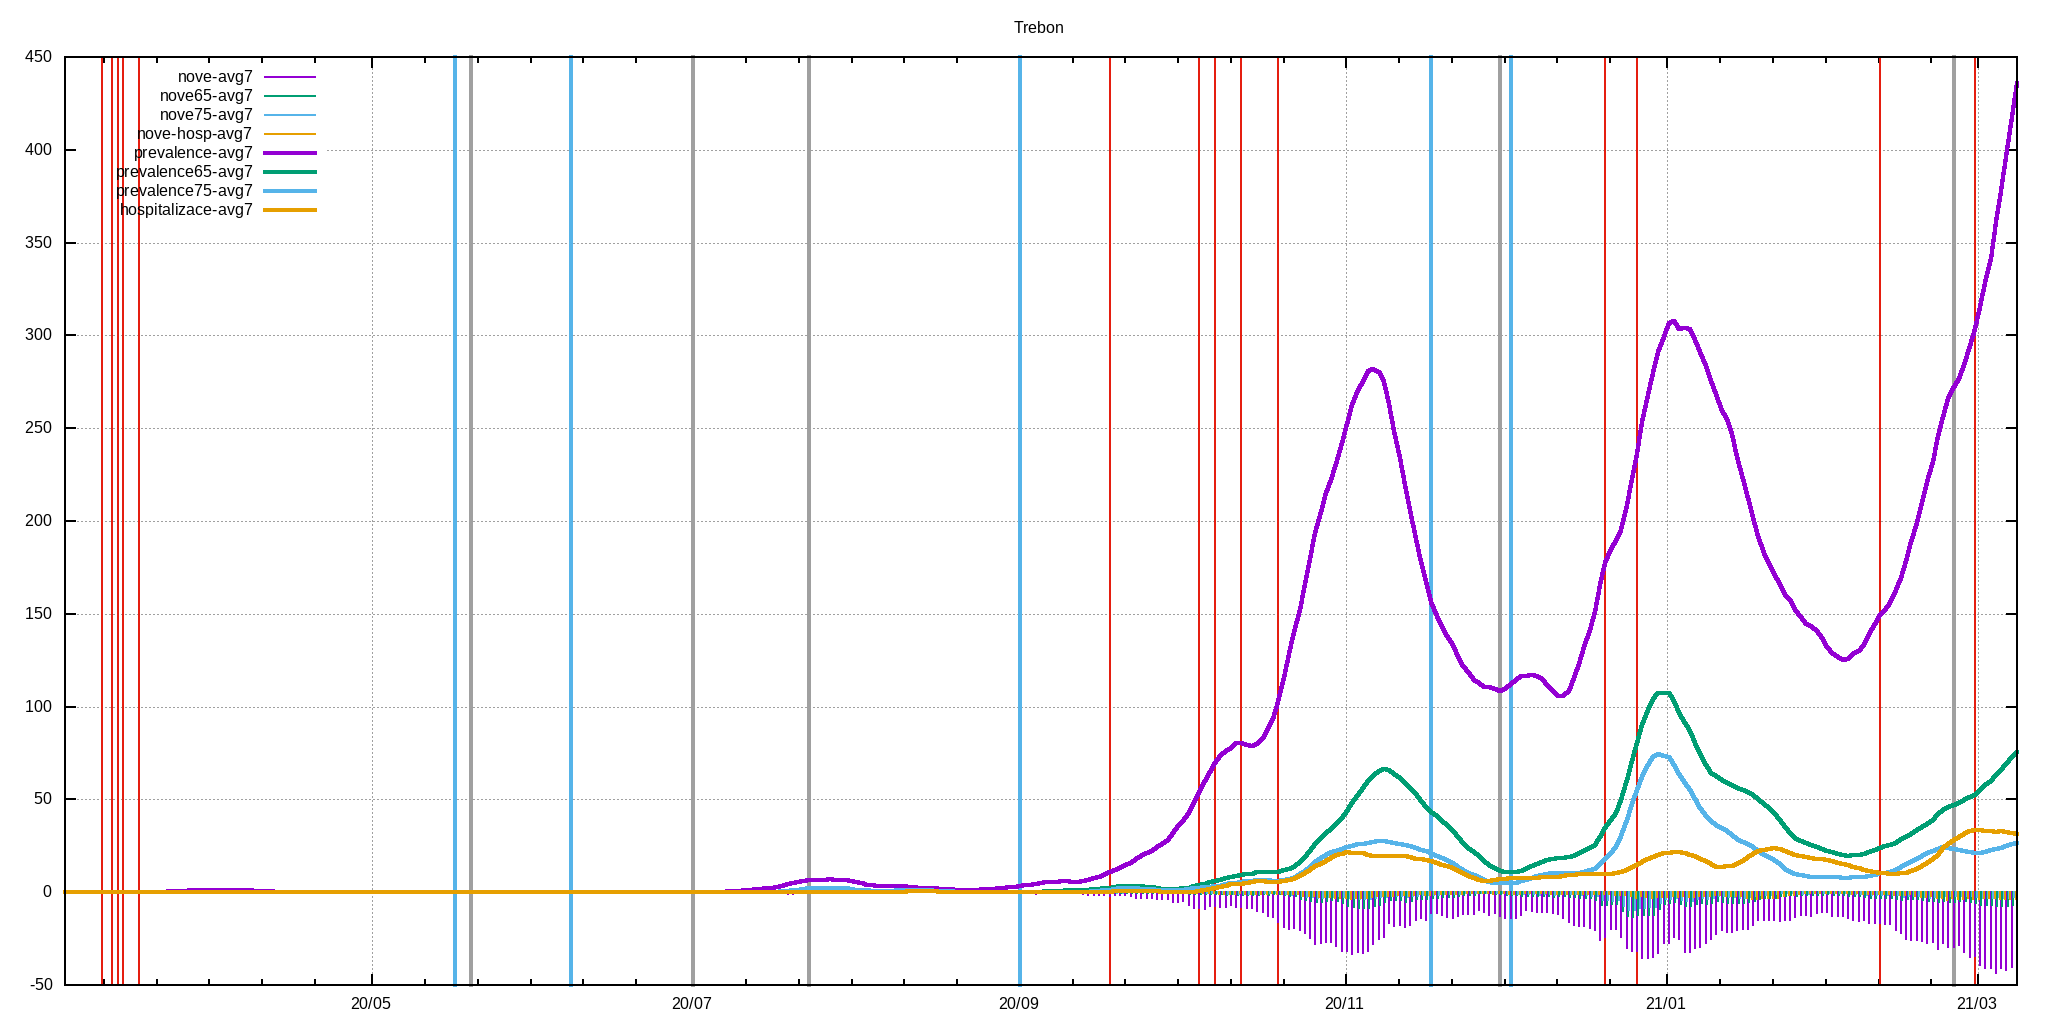 Trebon
450
400
350
300
250
200
150
100
50
0
-50
nove-avg7
nove65-avg7
nove75-avg7
nove-hosp-avg7
prevalence-avg7
prevalence65-avg7
prevalence75-avg7
hospitalizace-avg7
20/05 20/07 20/09 20/11 21/01 21/03